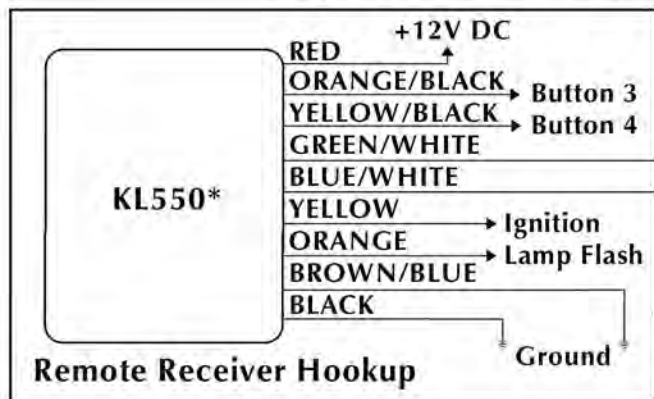 +12V DC
RED
ORANGE/BLACK
Button 3
YELLOW/BLACK
Button 4
GREEN/WHITE
BLUE/WHITE
KL550*
YELLOW
Ignition
ORANGE
Lamp Flash
BROWN/BLUE
BLACK
Ground
Remote Receiver Hookup